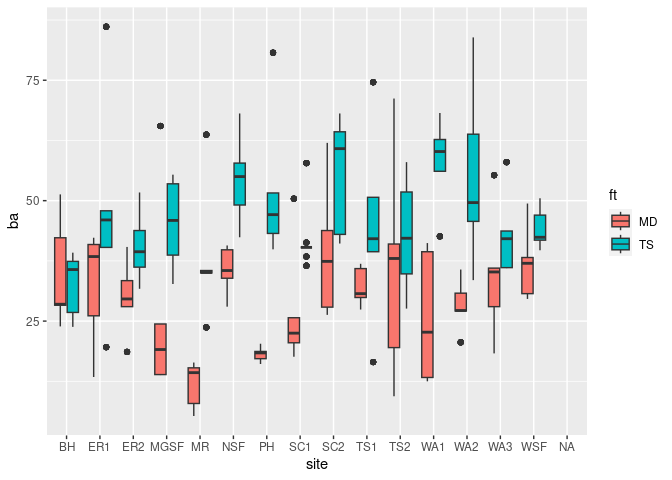 75
50
25
ba
BH ER1 ER2 MGSF MR NSF PH SC1 SC2 TS1 TS2 WA1 WA2 WA3 WSF NA
site
ft
MD
TS